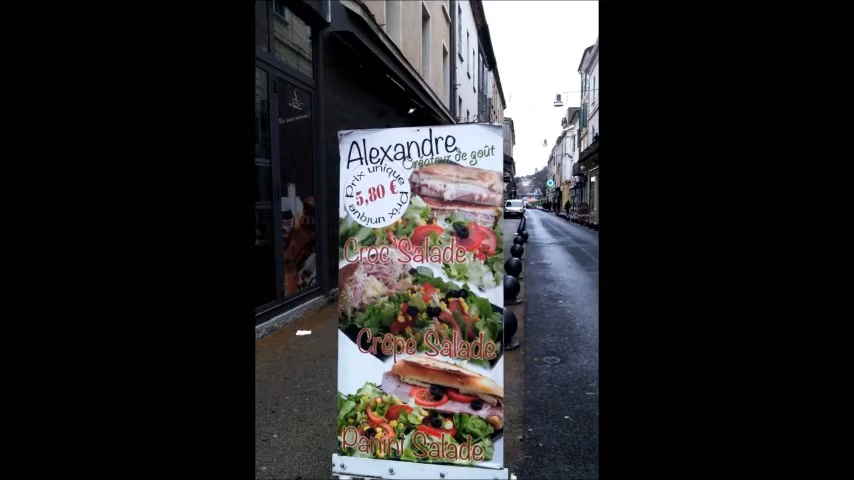 Alexandre
Créateur de goût
Prix unique
5,80 €
Prix unique
Croc'Salade
Crêpe Salade
Panini Salade